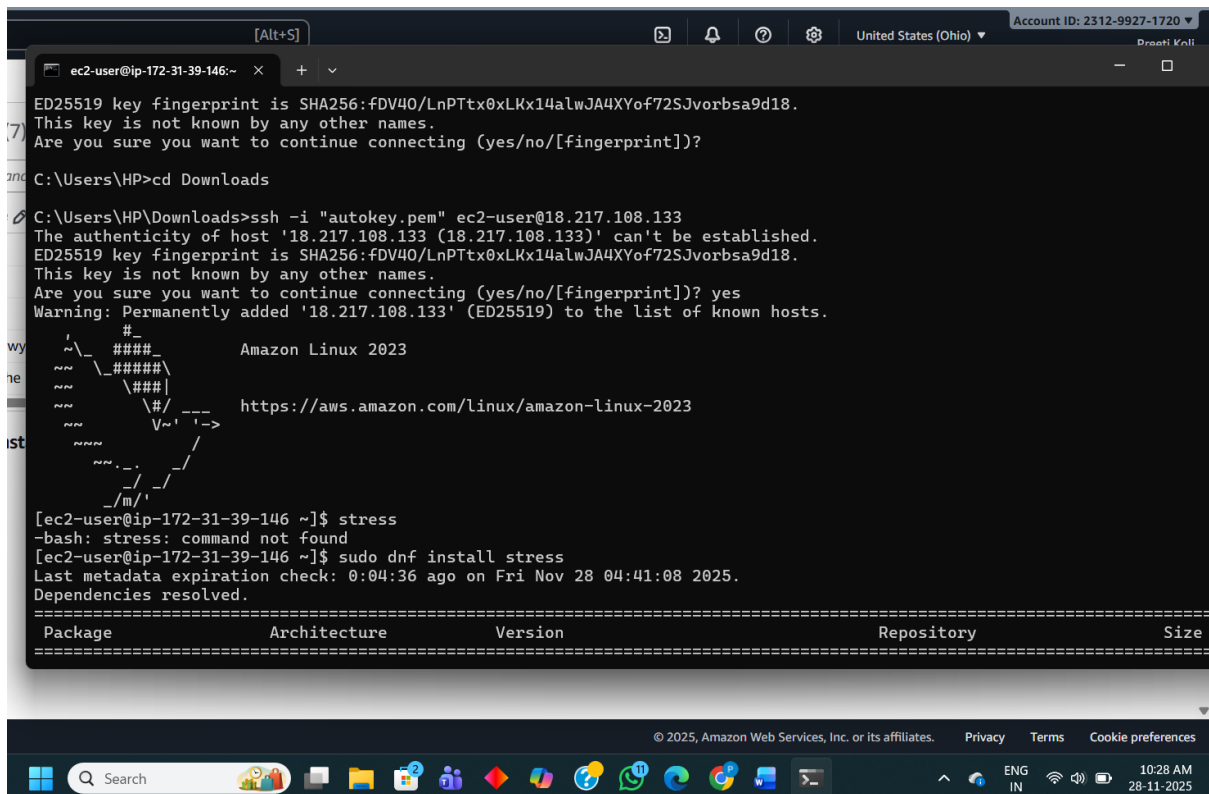 [Alt+S]
United States (Ohio)
Account ID: 2312-9927-1720
Preeti Koli
ec2-user@ip-172-31-39-146:~
ED25519 key fingerprint is SHA256:fDV4O/LnPTtx0xLKx14alwJA4XYof72SJvorbsa9d18.
This key is not known by any other names.
Are you sure you want to continue connecting (yes/no/[fingerprint])?
C:\Users\HP>cd Downloads
C:\Users\HP\Downloads>ssh -i "autokey.pem" ec2-user@18.217.108.133
The authenticity of host '18.217.108.133 (18.217.108.133)' can't be established.
ED25519 key fingerprint is SHA256:fDV4O/LnPTtx0xLKx14alwJA4XYof72SJvorbsa9d18.
This key is not known by any other names.
Are you sure you want to continue connecting (yes/no/[fingerprint])? yes
Warning: Permanently added '18.217.108.133' (ED25519) to the list of known hosts.
   ,     #_
   ~\_  ####_        Amazon Linux 2023
  ~~  \_#####\
  ~~     \###|
  ~~       \#/ ___   https://aws.amazon.com/linux/amazon-linux-2023
   ~~       V~' '->
    ~~~         /
      ~~._.   _/
         _/ _/
       _/m/'
[ec2-user@ip-172-31-39-146 ~]$ stress
-bash: stress: command not found
[ec2-user@ip-172-31-39-146 ~]$ sudo dnf install stress
Last metadata expiration check: 0:04:36 ago on Fri Nov 28 04:41:08 2025.
Dependencies resolved.
Package Architecture Version Repository Size
© 2025, Amazon Web Services, Inc. or its affiliates. Privacy Terms Cookie preferences
Search
2
11
ENG
IN
10:28 AM
28-11-2025